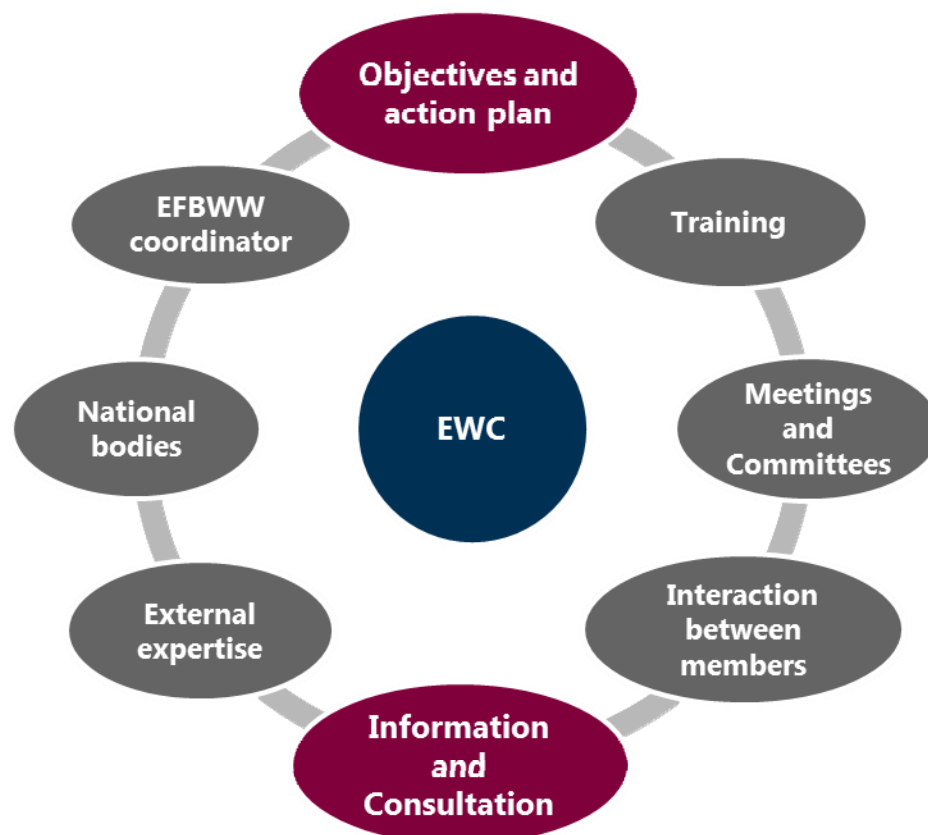 Objectives and
action plan
EFBWW
coordinator
Training
National
bodies
EWC
Meetings
and
Committees
External
expertise
Interaction
between
members
Information
and
Consultation